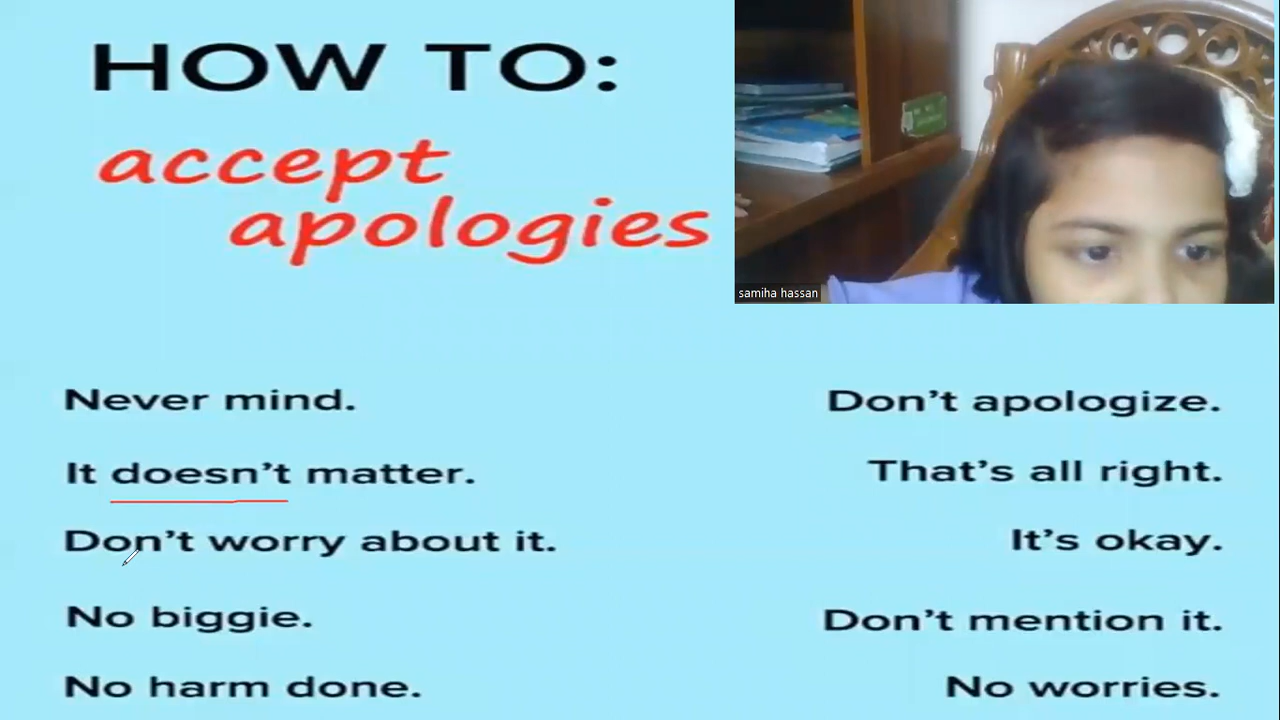 HOW TO:
accept
apologies
samiha hassan
Never mind.
It doesn't matter.
Don't worry about it.
No biggie.
No harm done.
Don't apologize.
That's all right.
It's okay.
Don't mention it.
No worries.